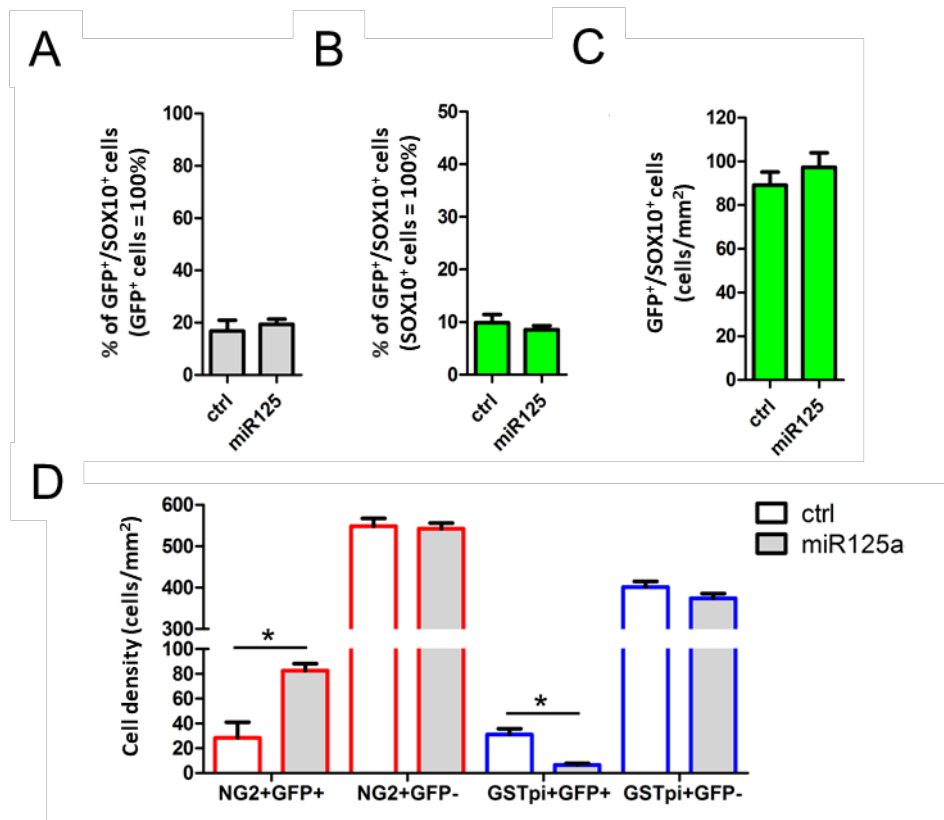 A
B
C
% of GFP⁺/SOX10⁺ cells
(GFP⁺ cells = 100%)
100
80
60
40
20
0
ctrl
miR125
% of GFP⁺/SOX10⁺ cells
(SOX10⁺ cells = 100%)
50
40
30
20
10
0
ctrl
miR125
GFP⁺/SOX10⁺ cells
(cells/mm²)
120
100
80
60
40
20
0
ctrl
miR125
D
Cell density (cells/mm²)
600
500
400
300
100
80
60
40
20
0
*
*
NG2+GFP+
NG2+GFP-
GSTpi+GFP+
GSTpi+GFP-
ctrl
miR125a